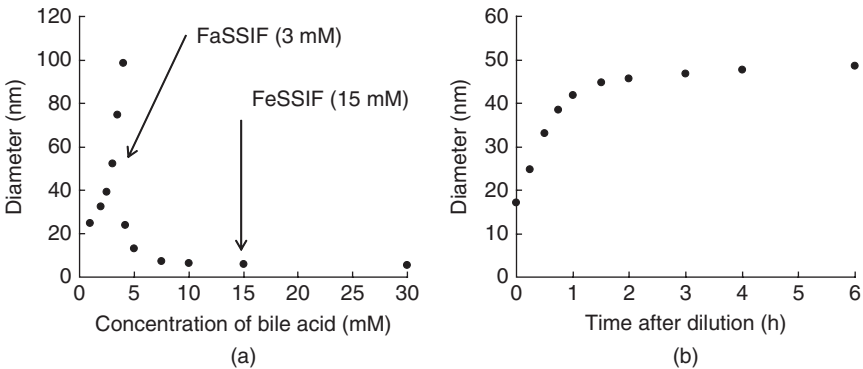 120
100
80
60
40
20
0
Diameter (nm)
FaSSIF (3 mM)
FeSSIF (15 mM)
0 5 10 15 20 25 30
Concentration of bile acid (mM)
(a)
60
50
40
30
20
10
0
Diameter (nm)
0 1 2 3 4 5 6
Time after dilution (h)
(b)